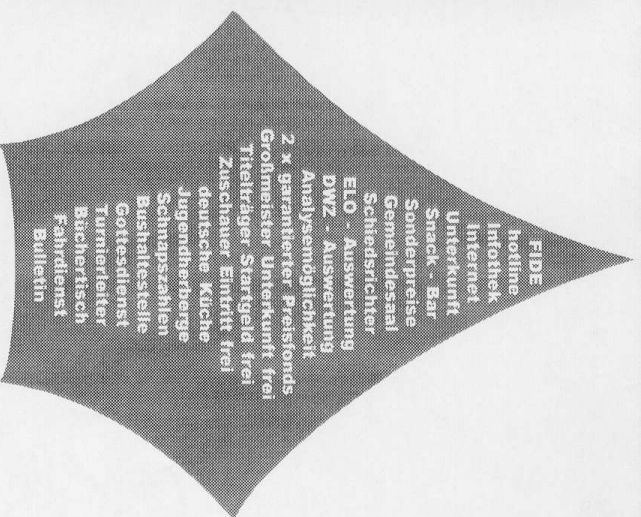 FIDE
hotline
Infothek
Internet
Unterkunft
Snack - Bar
Sonderpreise
Gemeindesaal
Schiedsrichter
ELO - Auswertung
DWZ - Auswertung
Analysemöglichkeit
2 x garantierter Preisfonds
Großmeister Unterkunft frei
Titelträger Startgeld frei
Zuschauer Eintritt frei
deutsche Küche
Jugendherberge
Schnapszahlen
Bushaltestelle
Gottesdienst
Turnierleiter
Büchertisch
Fahrdienst
Bulletin